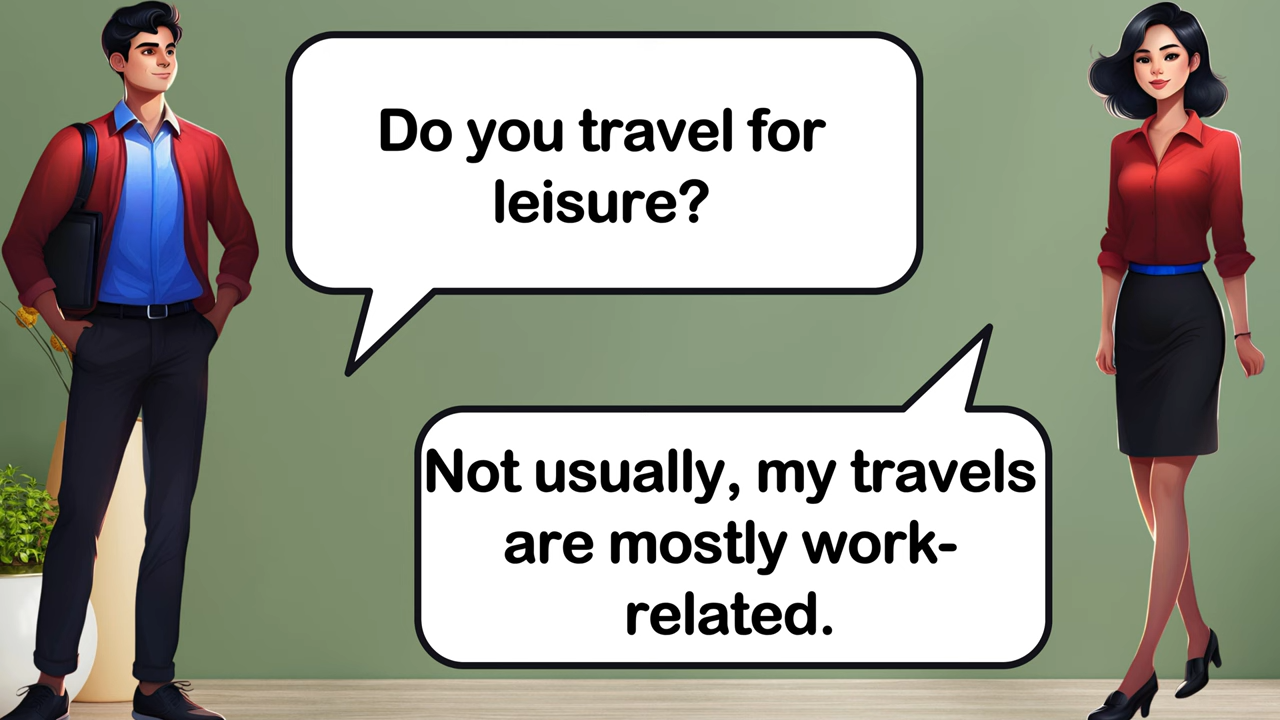 Do you travel for
leisure?
Not usually, my travels
are mostly work-
related.